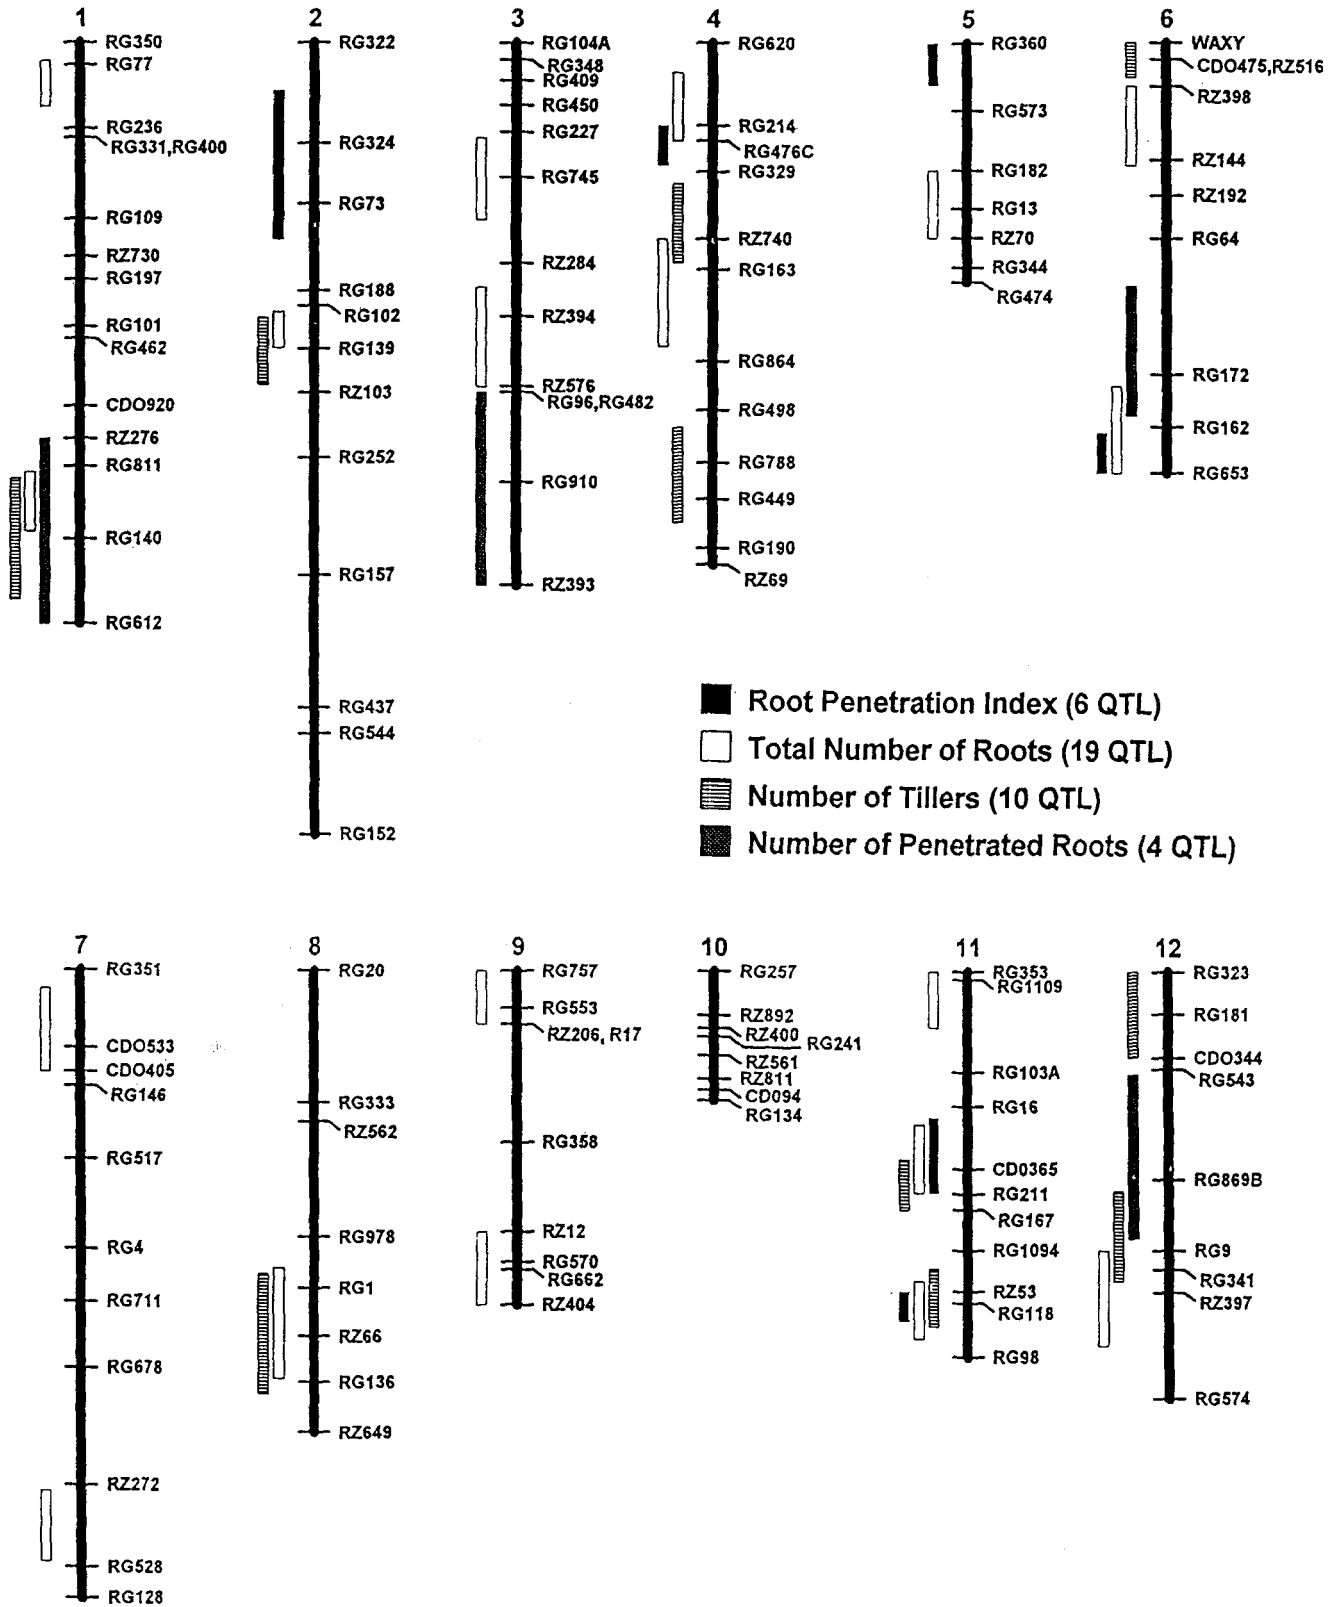 1
RG350
RG77
RG236
RG331,RG400
RG109
RZ730
RG197
RG101
RG462
CDO920
RZ276
RG811
RG140
RG612
2
RG322
RG324
RG73
RG188
RG102
RG139
RZ103
RG252
RG157
RG437
RG544
RG152
3
RG104A
RG348
RG409
RG450
RG227
RG745
RZ284
RZ394
RZ576
RG96,RG482
RG910
RZ393
4
RG620
RG214
RG476C
RG329
RZ740
RG163
RG864
RG498
RG788
RG449
RG190
RZ69
5
RG360
RG573
RG182
RG13
RZ70
RG344
RG474
6
WAXY
CDO475,RZ516
RZ398
RZ144
RZ192
RG64
RG172
RG162
RG653
Root Penetration Index (6 QTL)
Total Number of Roots (19 QTL)
Number of Tillers (10 QTL)
Number of Penetrated Roots (4 QTL)
7
RG351
CDO533
CDO405
RG146
RG517
RG4
RG711
RG678
RZ272
RG528
RG128
8
RG20
RG333
RZ562
RG978
RG1
RZ66
RG136
RZ649
9
RG757
RG553
RZ206, R17
RG358
RZ12
RG570
RG662
RZ404
10
RG257
RZ892
RZ400
RG241
RZ561
RZ811
CD094
RG134
11
RG353
RG1109
RG103A
RG16
CD0365
RG211
RG167
RG1094
RZ53
RG118
RG98
12
RG323
RG181
CDO344
RG543
RG869B
RG9
RG341
RZ397
RG574